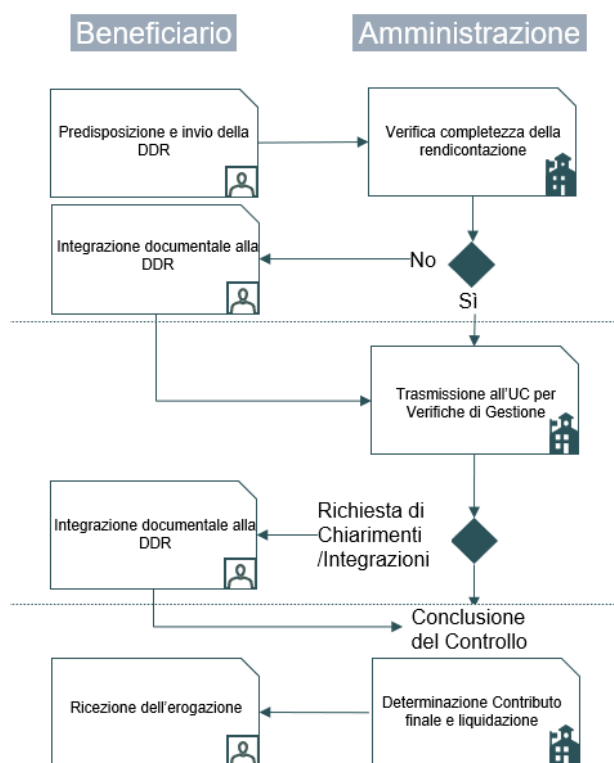 Beneficiario
Amministrazione
Predisposizione e invio della
DDR
Verifica completezza della
rendicontazione
Integrazione documentale alla
DDR
No
Sì
Trasmissione all'UC per
Verifiche di Gestione
Integrazione documentale alla
DDR
Richiesta di
Chiarimenti
/Integrazioni
Conclusione
del Controllo
Ricezione dell'erogazione
Determinazione Contributo
finale e liquidazione